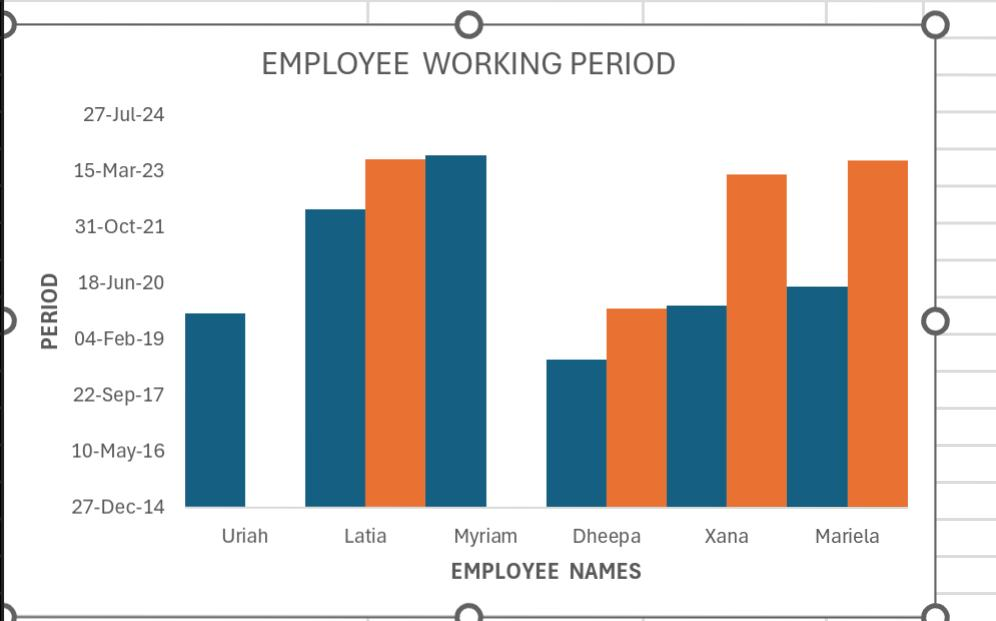 EMPLOYEE  WORKING PERIOD
27-Jul-24
15-Mar-23
31-Oct-21
18-Jun-20
04-Feb-19
22-Sep-17
10-May-16
27-Dec-14
PERIOD
Uriah Latia Myriam Dheepa Xana Mariela
EMPLOYEE  NAMES